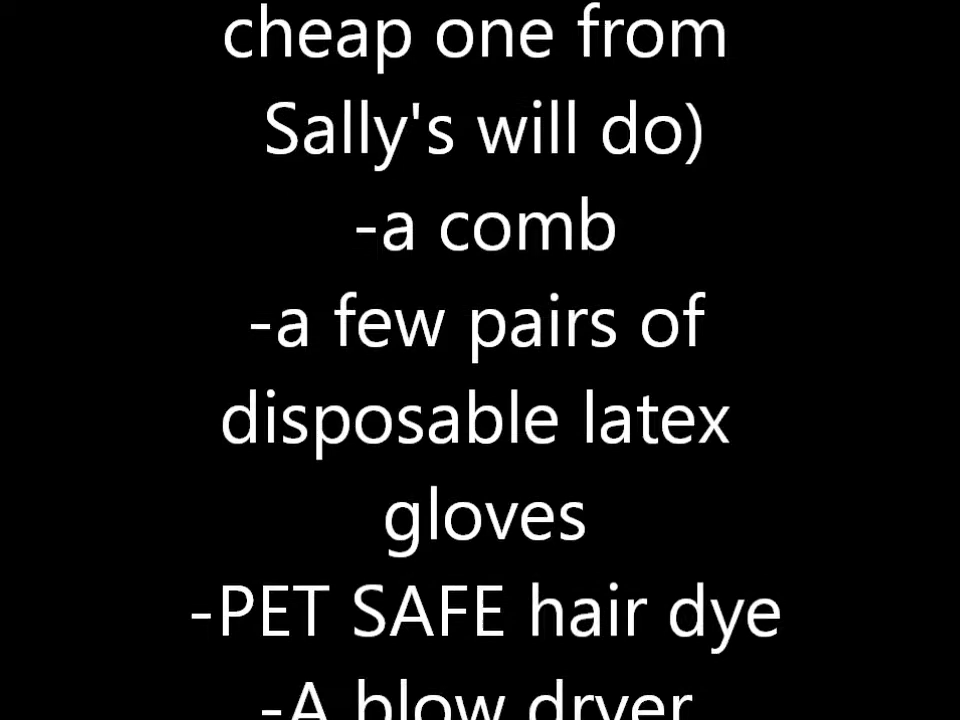 cheap one from
Sally's will do)
-a comb
-a few pairs of
disposable latex
gloves
-PET SAFE hair dye
-A blow dryer